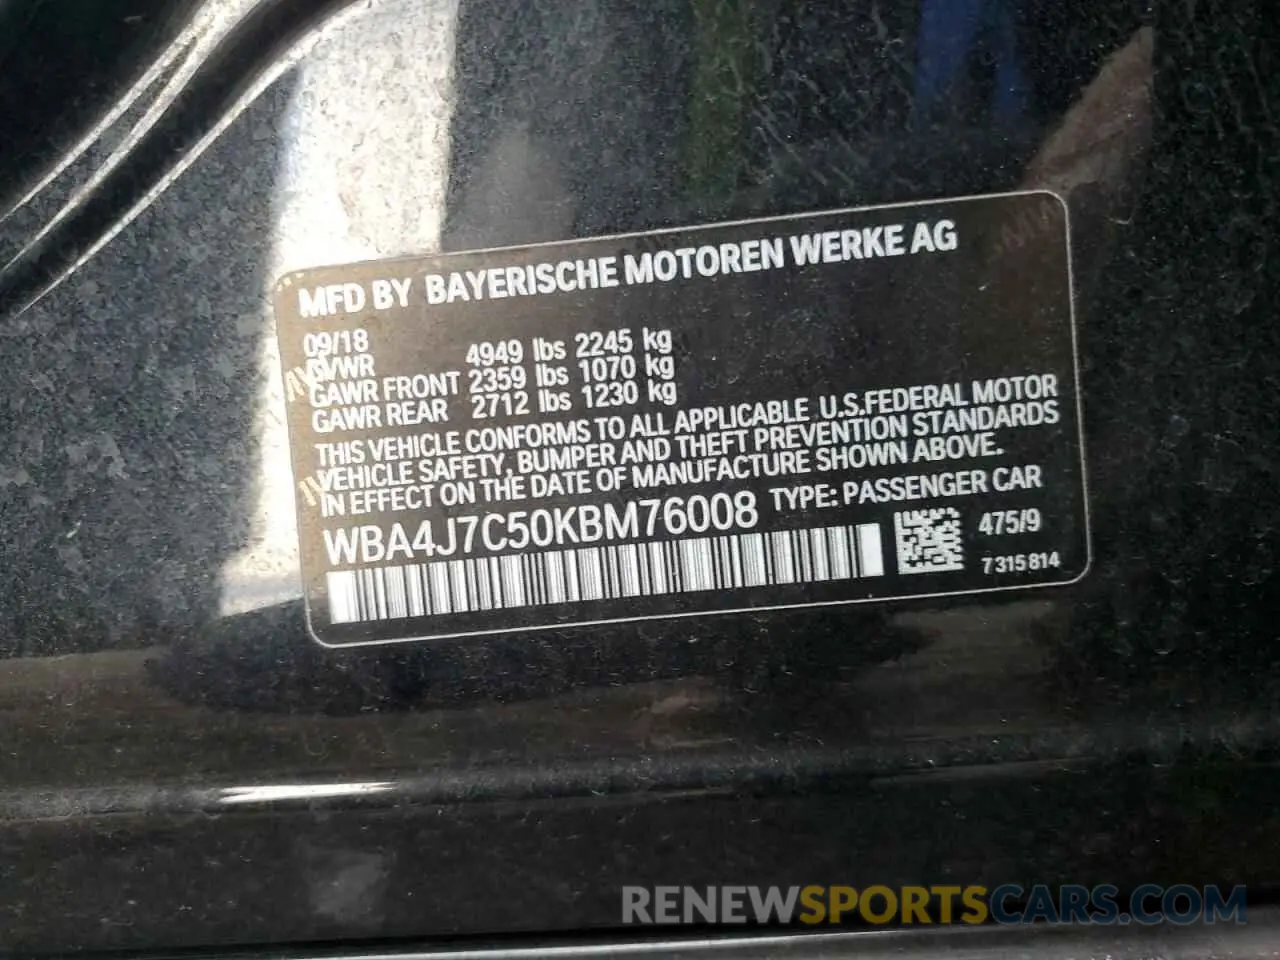 MFD BY BAYERISCHE MOTOREN WERKE AG
09/18
GVWR 4949 lbs 2245 kg
GAWR FRONT 2359 lbs 1070 kg
GAWR REAR 2712 lbs 1230 kg
THIS VEHICLE CONFORMS TO ALL APPLICABLE U.S.FEDERAL MOTOR
VEHICLE SAFETY, BUMPER AND THEFT PREVENTION STANDARDS
IN EFFECT ON THE DATE OF MANUFACTURE SHOWN ABOVE.
WBA4J7C50KBM76008 TYPE: PASSENGER CAR
475/9
7 315 814
RENEWSPORTSCARS.COM